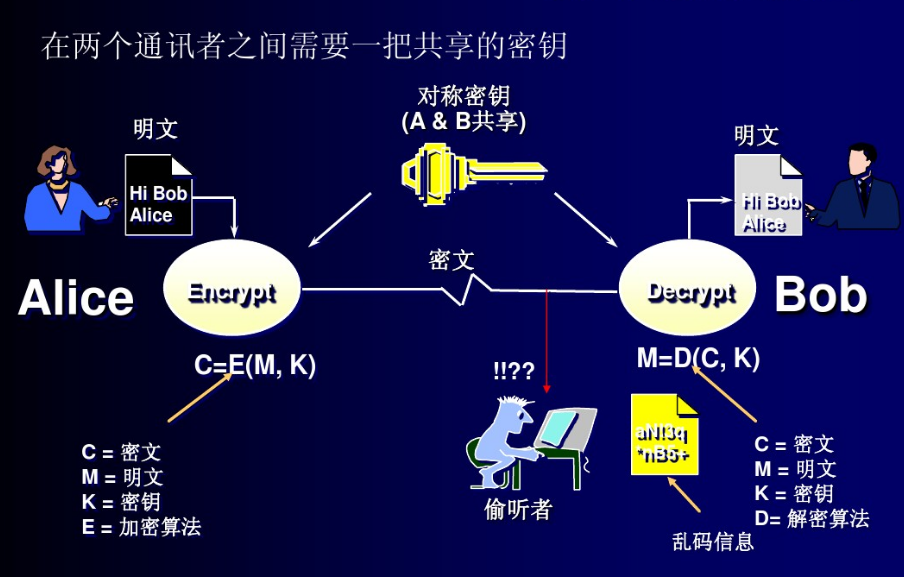 在两个通讯者之间需要一把共享的密钥
对称密钥
(A & B共享)
明文
Hi Bob
Alice
明文
Hi Bob
Alice
Alice
Encrypt
密文
Decrypt
Bob
C=E(M, K)
M=D(C, K)
!!??
aN!3q
*nB5+
C = 密文
M = 明文
K = 密钥
E = 加密算法
偷听者
C = 密文
M = 明文
K = 密钥
D= 解密算法
乱码信息